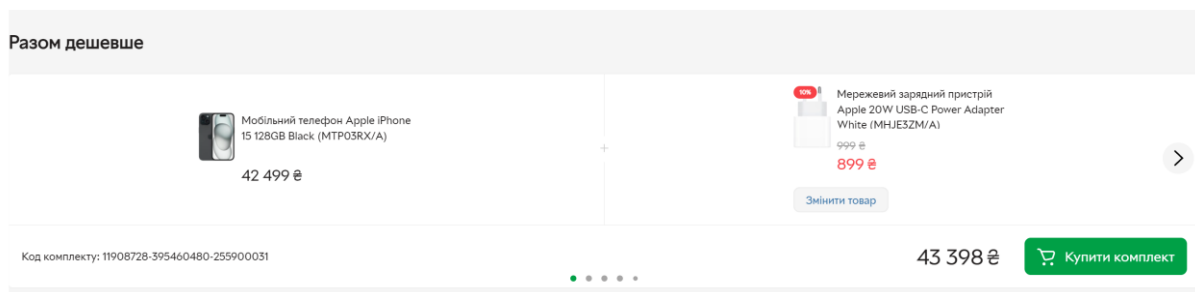 Разом дешевше
Мобільний телефон Apple iPhone
15 128GB Black (MTP03RX/A)
42 499 ₴
+
10%
Мережевий зарядний пристрій
Apple 20W USB-C Power Adapter
White (MHJE3ZM/A)
999 ₴
899 ₴
Змінити товар
Код комплекту: 11908728-395460480-255900031
43 398 ₴
Купити комплект